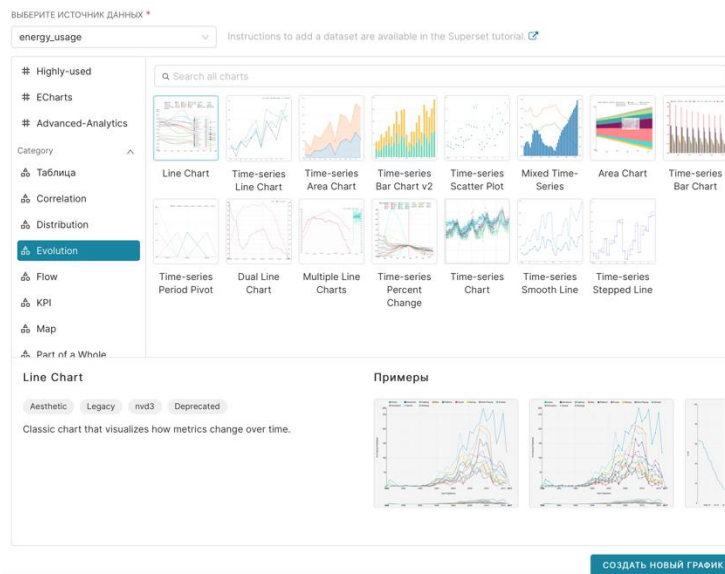 ВЫБЕРИТЕ ИСТОЧНИК ДАННЫХ *
energy_usage
Instructions to add a dataset are available in the Superset tutorial.
# Highly-used
# ECharts
# Advanced-Analytics
Category
Таблица
Correlation
Distribution
Evolution
Flow
KPI
Map
Part of a Whole
Search all charts
Line Chart
Time-series
Line Chart
Time-series
Area Chart
Time-series
Bar Chart v2
Time-series
Scatter Plot
Mixed Time-
Series
Area Chart
Time-series
Bar Chart
Time-series
Period Pivot
Dual Line
Chart
Multiple Line
Charts
Time-series
Percent
Change
Time-series
Chart
Time-series
Smooth Line
Time-series
Stepped Line
Line Chart
Aesthetic Legacy nvd3 Deprecated
Classic chart that visualizes how metrics change over time.
Примеры
СОЗДАТЬ НОВЫЙ ГРАФИК